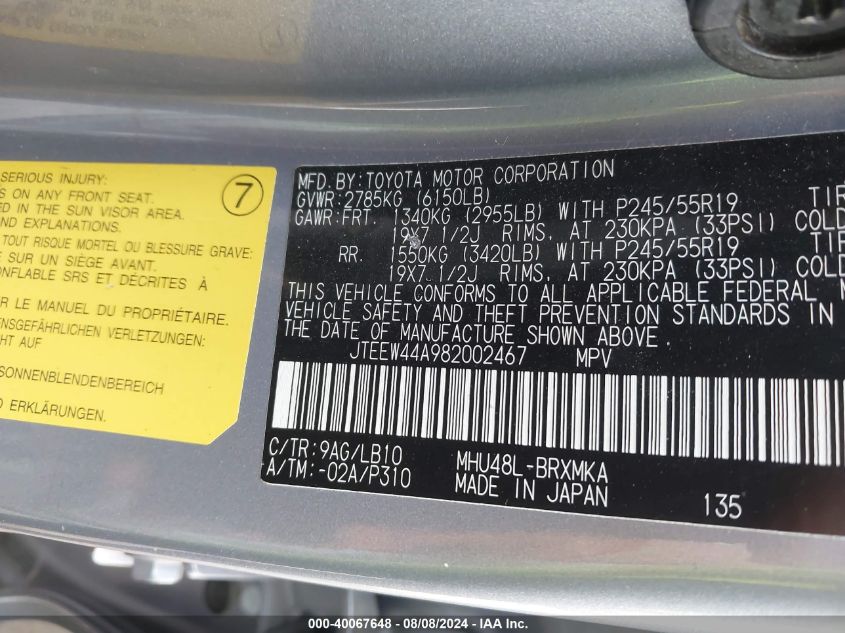 SERIOUS INJURY:
ON ANY FRONT SEAT.
IN THE SUN VISOR AREA.
AND EXPLANATIONS.
TOUT RISQUE MORTEL OU BLESSURE GRAVE:
SUR UN SIÈGE AVANT.
SRS ET DÉCRITES À
R LE MANUEL DU PROPRIÉTAIRE.
VERLETZUNGEN:
HT AUF
SONNENBLENDENBEREICH
D ERKLÄRUNGEN.
7
MFD. BY: TOYOTA MOTOR CORPORATION
GVWR: 2785KG (6150LB)
GAWR: FRT. 1340KG (2955LB) WITH P245/55R19 TIR
19X7 1/2J RIMS, AT 230KPA (33PSI) COLD
RR. 1550KG (3420LB) WITH P245/55R19 TIR
19X7 1/2J RIMS, AT 230KPA (33PSI) COLD
THIS VEHICLE CONFORMS TO ALL APPLICABLE FEDERAL M
VEHICLE SAFETY AND THEFT PREVENTION STANDARDS IN
THE DATE OF MANUFACTURE SHOWN ABOVE.
JTEEW44A982002467 MPV
C/TR: 9AG/LB10 MHU48L-BRXMKA
A/TM: -02A/P310 MADE IN JAPAN 135
000-40067648 - 08/08/2024 - IAA Inc.